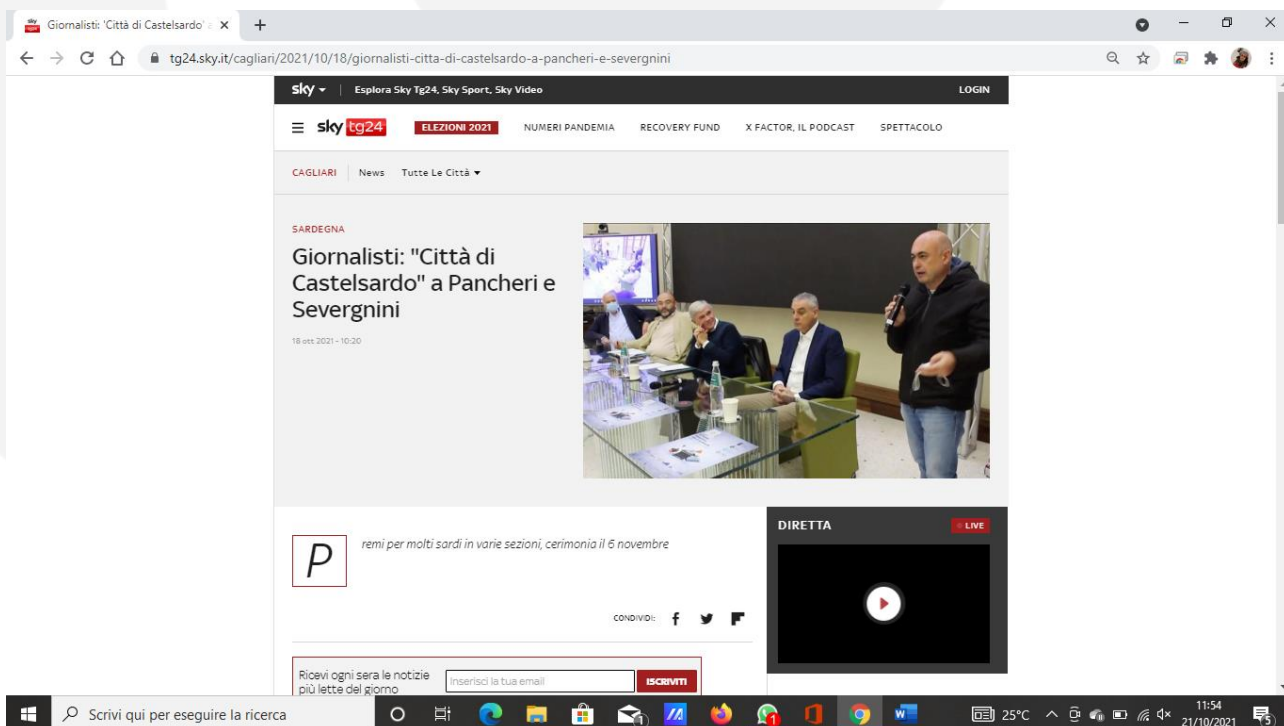 Giornalisti: 'Città di Castelsardo'
tg24.sky.it/cagliari/2021/10/18/giornalisti-citta-di-castelsardo-a-pancheri-e-severgnini
sky Esplora Sky Tg24, Sky Sport, Sky Video LOGIN
sky tg24 ELEZIONI 2021 NUMERI PANDEMIA RECOVERY FUND X FACTOR, IL PODCAST SPETTACOLO
CAGLIARI News Tutte Le Città
SARDEGNA
Giornalisti: "Città di
Castelsardo" a Pancheri e
Severgnini
18 ott 2021 - 10:20
Premi per molti sardi in varie sezioni, cerimonia il 6 novembre
CONDIVIDI:
DIRETTA LIVE
Ricevi ogni sera le notizie
più lette del giorno
Inserisci la tua email ISCRIVITI
Scrivi qui per eseguire la ricerca
25°C
11:54
21/10/2021